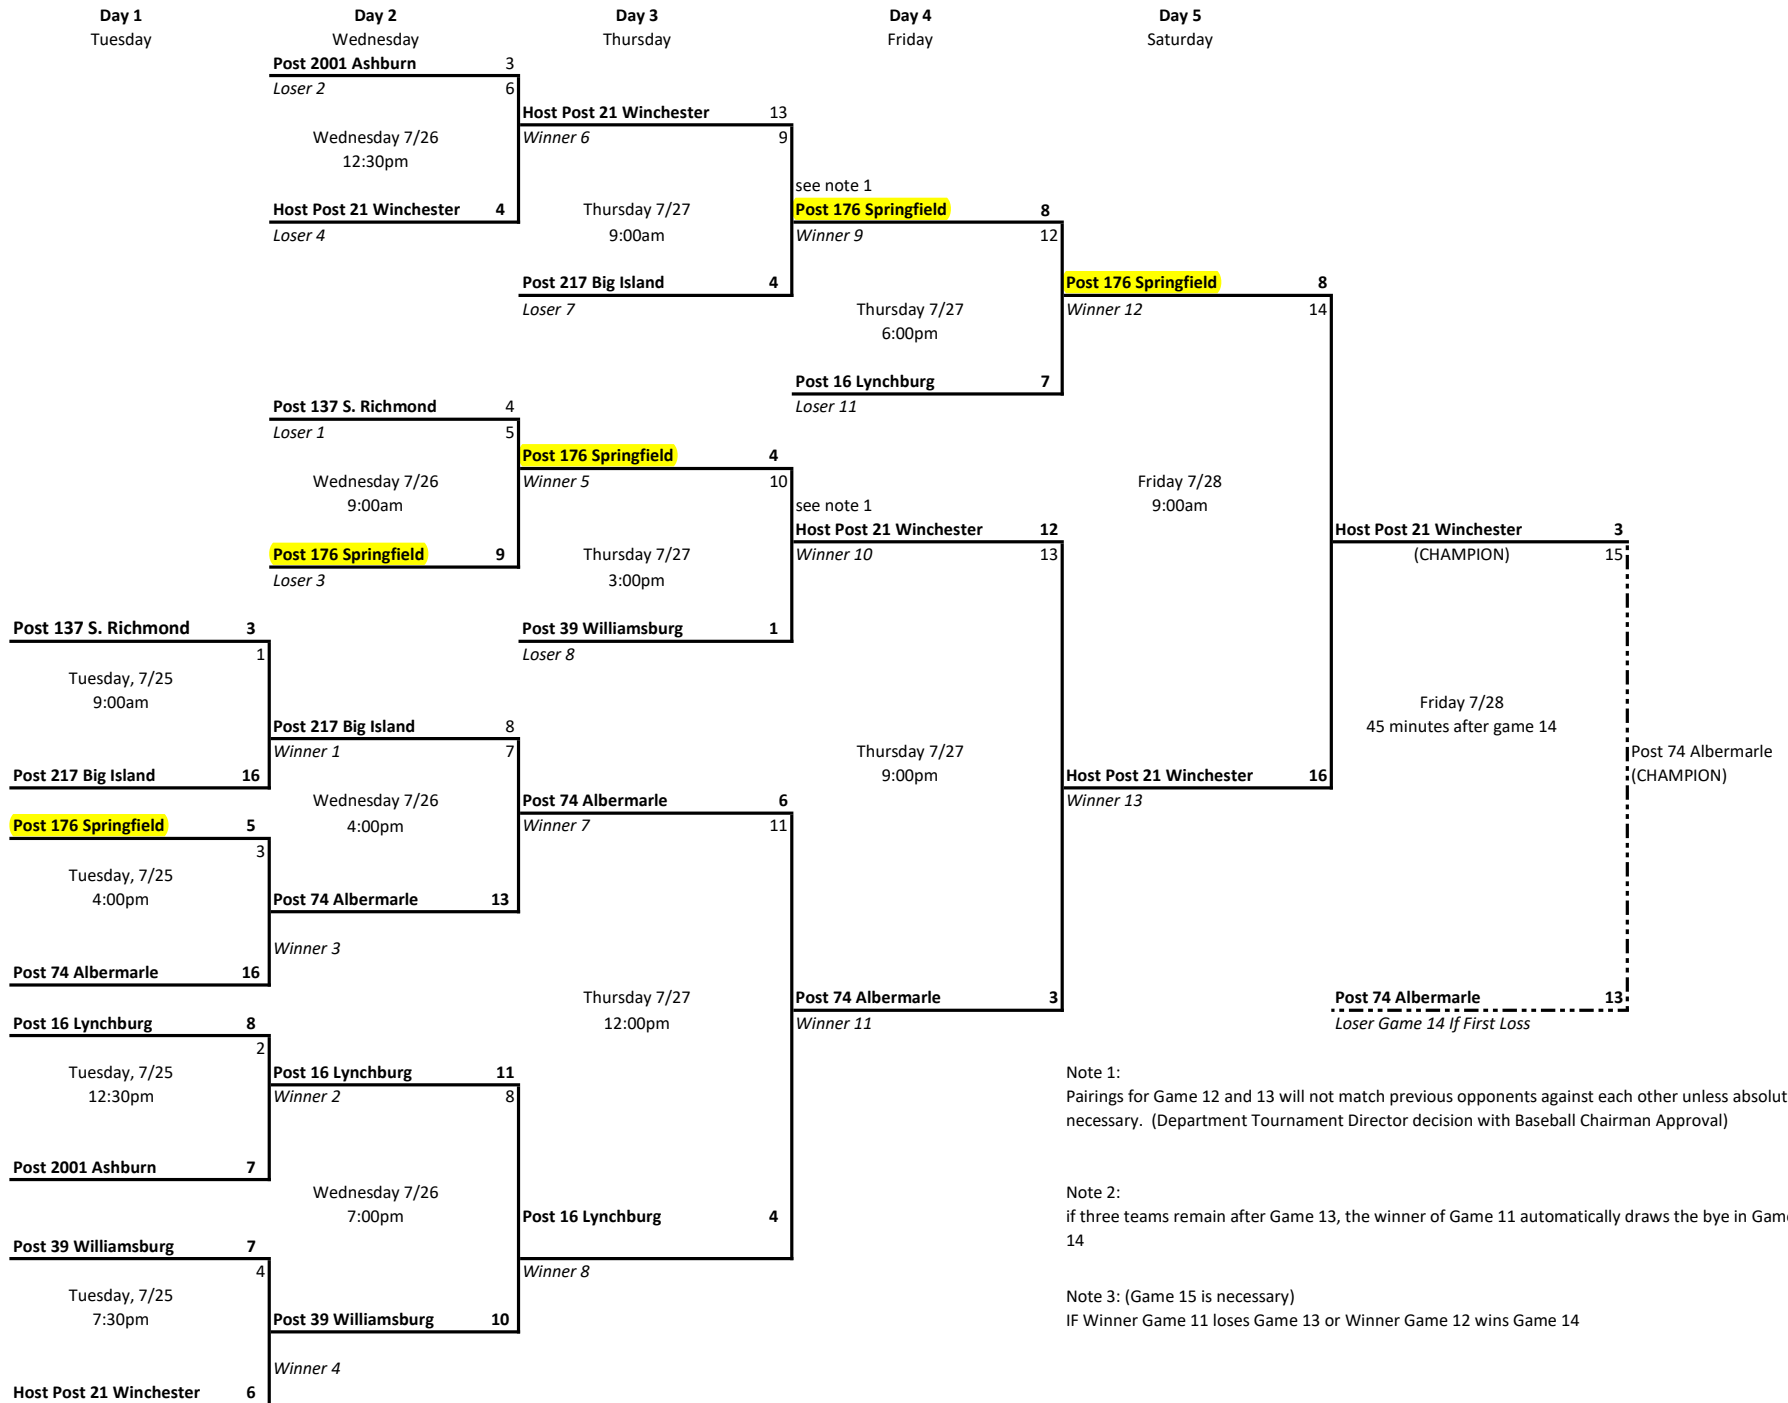 Day 1 Day 2 Day 3 Day 4 Day 5
Tuesday Wednesday Thursday Friday Saturday
Post 2001 Ashburn 3
Loser 2 6
Wednesday 7/26
12:30pm
Host Post 21 Winchester 4
Loser 4
Host Post 21 Winchester 13
Winner 6 9
Thursday 7/27
9:00am
Post 217 Big Island 4
Loser 7
see note 1
Post 176 Springfield 8
Winner 9 12
Thursday 7/27
6:00pm
Post 16 Lynchburg 7
Loser 11
Post 176 Springfield 8
Winner 12 14
Friday 7/28
9:00am
Post 137 S. Richmond 4
Loser 1 5
Wednesday 7/26
9:00am
Post 176 Springfield 9
Loser 3
Post 176 Springfield 4
Winner 5 10
Thursday 7/27
3:00pm
Post 39 Williamsburg 1
Loser 8
see note 1
Host Post 21 Winchester 12
Winner 10 13
Thursday 7/27
9:00pm
Post 74 Albermarle 3
Winner 11
Host Post 21 Winchester 16
Winner 13
Host Post 21 Winchester 3
(CHAMPION) 15
Friday 7/28
45 minutes after game 14
Post 74 Albermarle
(CHAMPION)
Post 74 Albermarle 13
Loser Game 14 If First Loss
Post 137 S. Richmond 3
1
Tuesday, 7/25
9:00am
Post 217 Big Island 16
Post 217 Big Island 8
Winner 1 7
Wednesday 7/26
4:00pm
Post 74 Albermarle 13
Winner 3
Post 176 Springfield 5
3
Tuesday, 7/25
4:00pm
Post 74 Albermarle 16
Post 74 Albermarle 6
Winner 7 11
Thursday 7/27
12:00pm
Post 16 Lynchburg 4
Winner 8
Post 16 Lynchburg 8
2
Tuesday, 7/25
12:30pm
Post 2001 Ashburn 7
Post 16 Lynchburg 11
Winner 2 8
Wednesday 7/26
7:00pm
Post 39 Williamsburg 10
Winner 4
Post 39 Williamsburg 7
4
Tuesday, 7/25
7:30pm
Host Post 21 Winchester 6
Note 1:
Pairings for Game 12 and 13 will not match previous opponents against each other unless absolut
necessary. (Department Tournament Director decision with Baseball Chairman Approval)
Note 2:
if three teams remain after Game 13, the winner of Game 11 automatically draws the bye in Game
14
Note 3: (Game 15 is necessary)
IF Winner Game 11 loses Game 13 or Winner Game 12 wins Game 14